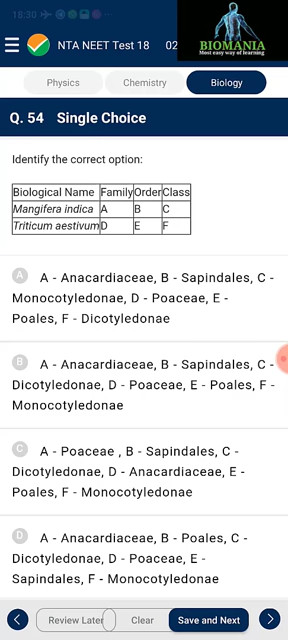 18:30
NTA NEET Test 18 02
BIOMANIA
Most easy way of learning
Physics Chemistry Biology
Q. 54 Single Choice
Identify the correct option:
Biological Name Family Order Class
Mangifera indica A B C
Triticum aestivum D E F
A A - Anacardiaceae, B - Sapindales, C -
Monocotyledonae, D - Poaceae, E -
Poales, F - Dicotyledonae
B A - Anacardiaceae, B - Sapindales, C -
Dicotyledonae, D - Poaceae, E - Poales, F -
Monocotyledonae
C A - Poaceae , B - Sapindales, C -
Dicotyledonae, D - Anacardiaceae, E -
Poales, F - Monocotyledonae
D A - Anacardiaceae, B - Poales, C -
Dicotyledonae, D - Poaceae, E -
Sapindales, F - Monocotyledonae
Review Later Clear Save and Next